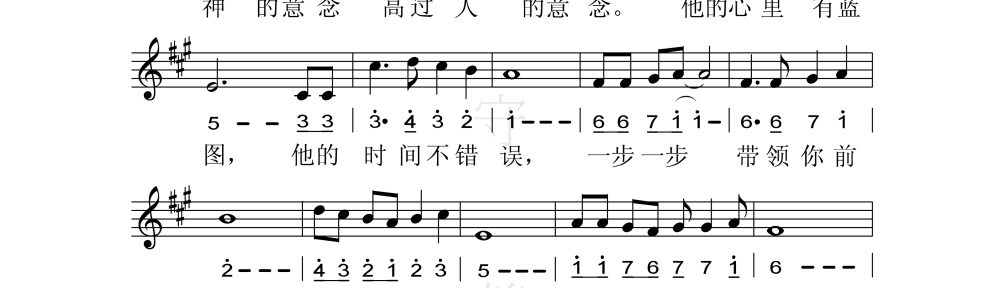 神 的意 念 高过 人 的意 念。 他的心 里 有蓝
5 - - 3 3 | 3• 4 3 2 | 1 - - - | 6 6 7 1 1 - | 6• 6 7 1 |
图， 他的 时 间 不 错 误， 一步 一步 带 领 你 前
2 - - - | 4 3 2 1 2 3 | 5 - - - | 1 1 7 6 7 7 1 | 6 - - -